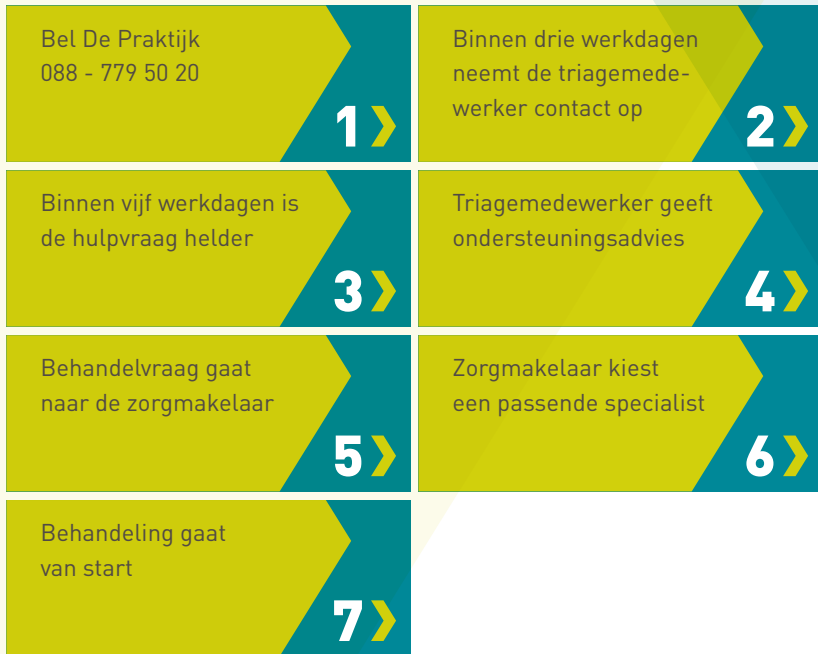 Bel De Praktijk
088 - 779 50 20
1
Binnen drie werkdagen
neemt de triagemede-
werker contact op
2
Binnen vijf werkdagen is
de hulpvraag helder
3
Triagemedewerker geeft
ondersteuningsadvies
4
Behandelvraag gaat
naar de zorgmakelaar
5
Zorgmakelaar kiest
een passende specialist
6
Behandeling gaat
van start
7